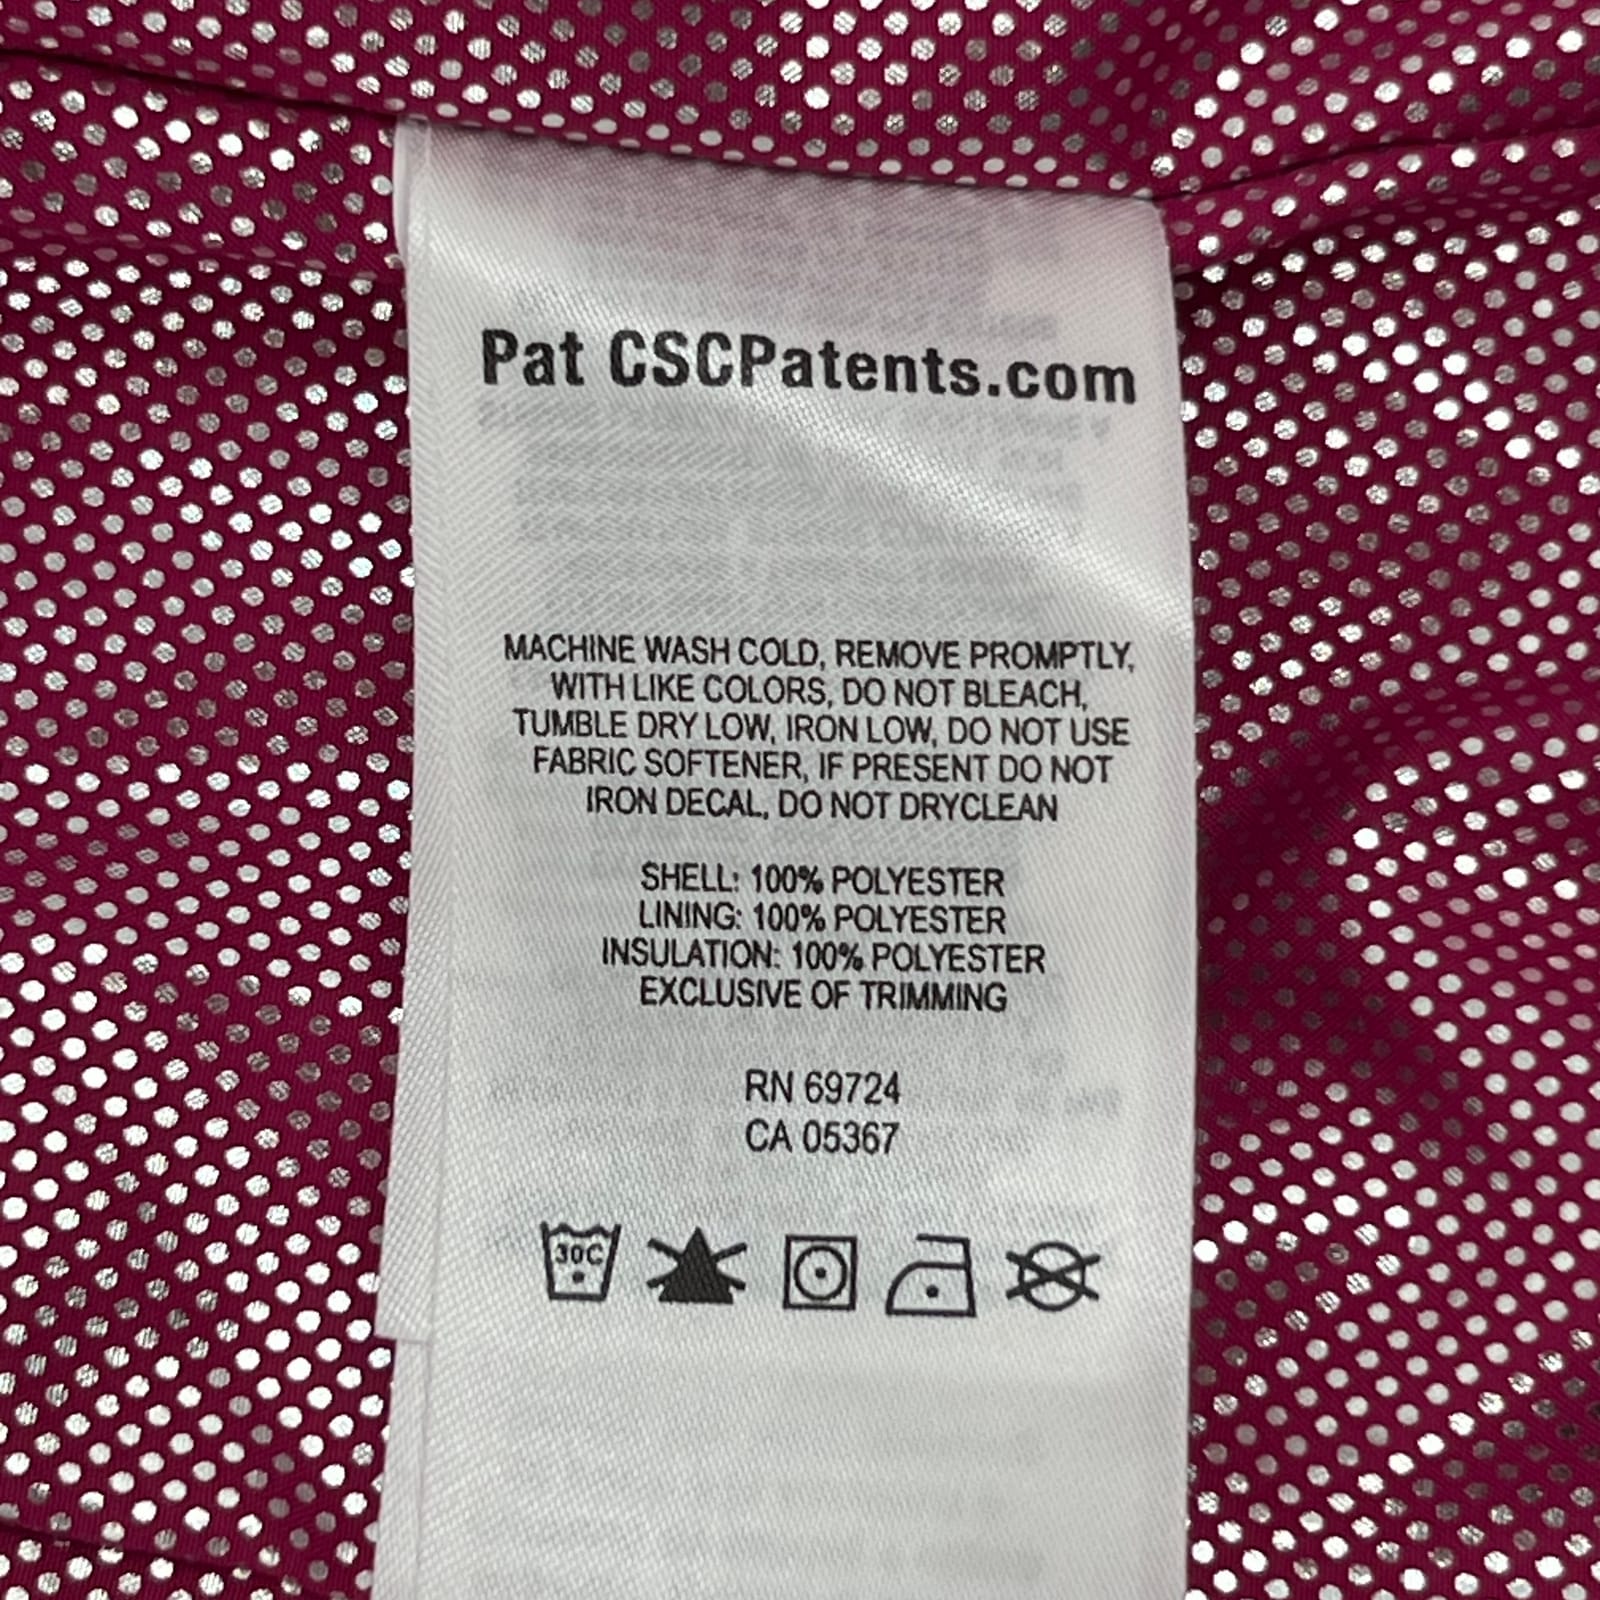 Pat CSCPatents.com
MACHINE WASH COLD, REMOVE PROMPTLY,
WITH LIKE COLORS, DO NOT BLEACH,
TUMBLE DRY LOW, IRON LOW, DO NOT USE
FABRIC SOFTENER, IF PRESENT DO NOT
IRON DECAL, DO NOT DRYCLEAN
SHELL: 100% POLYESTER
LINING: 100% POLYESTER
INSULATION: 100% POLYESTER
EXCLUSIVE OF TRIMMING
RN 69724
CA 05367
30C